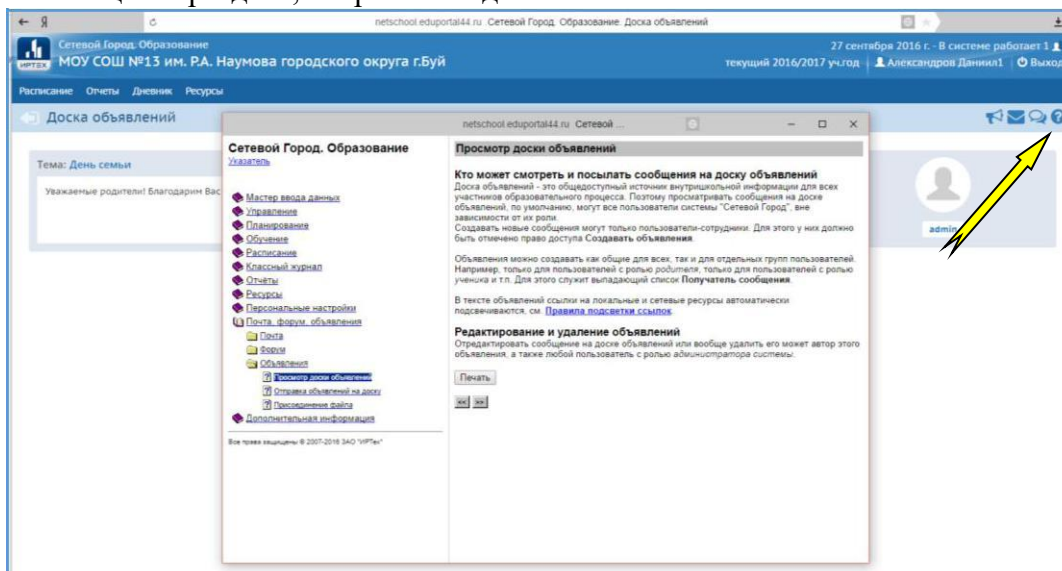 Я
netschool.eduportal44.ru Сетевой Город. Образование. Доска объявлений
ИРТЕХ
Сетевой Город. Образование
МОУ СОШ №13 им. Р.А. Наумова городского округа г.Буй
27 сентября 2016 г. - В системе работает 1
текущий 2016/2017 уч.год
Александров Даниил1
Выход
Расписание Отчеты Дневник Ресурсы
Доска объявлений
Тема: День семьи
Уважаемые родители! Благодарим Вас
admin
netschool.eduportal44.ru Сетевой ...
Сетевой Город. Образование
Указатель
Мастер ввода данных
Управление
Планирование
Обучение
Расписание
Классный журнал
Отчеты
Ресурсы
Персональные настройки
Почта, форум, объявления
Почта
Форум
Объявления
Просмотр доски объявлений
Отправка объявлений на доску
Присоединение файла
Дополнительная информация
Все права защищены © 2007-2016 ЗАО "ИРТех"
Просмотр доски объявлений
Кто может смотреть и посылать сообщения на доску объявлений
Доска объявлений - это общедоступный источник внутришкольной информации для всех
участников образовательного процесса. Поэтому просматривать сообщения на доске
объявлений, по умолчанию, могут все пользователи системы "Сетевой Город", вне
зависимости от их роли.
Создавать новые сообщения могут только пользователи-сотрудники. Для этого у них должно
быть отмечено право доступа Создавать объявления.
Объявления можно создавать как общие для всех, так и для отдельных групп пользователей.
Например, только для пользователей с ролью родителя, только для пользователей с ролью
ученика и т.п. Для этого служит выпадающий список Получатель сообщения.
В тексте объявлений ссылки на локальные и сетевые ресурсы автоматически
подсвечиваются, см. Правила подсветки ссылок.
Редактирование и удаление объявлений
Отредактировать сообщение на доске объявлений или вообще удалить его может автор этого
объявления, а также любой пользователь с ролью администратора системы.
Печать
<< >>